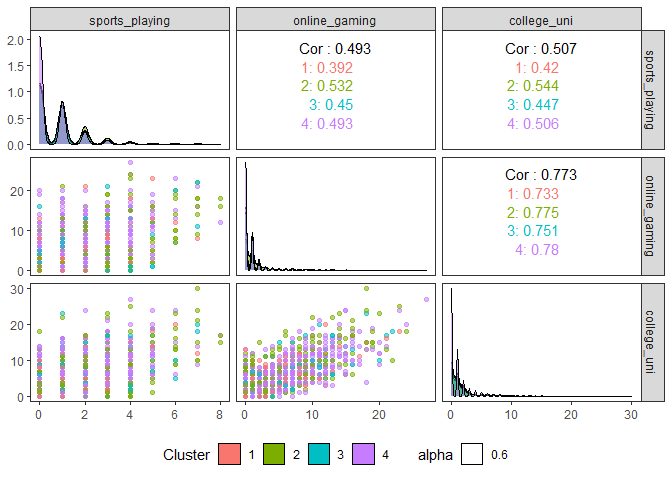 sports_playing
online_gaming
college_uni
2.0
1.5
1.0
0.5
0.0
Cor : 0.493
1: 0.392
2: 0.532
3: 0.45
4: 0.493
Cor : 0.507
1: 0.42
2: 0.544
3: 0.447
4: 0.506
sports_playing
20
10
0
Cor : 0.773
1: 0.733
2: 0.775
3: 0.751
4: 0.78
online_gaming
30
20
10
0
college_uni
0 2 4 6 8
0 10 20
0 10 20 30
Cluster 1 2 3 4 alpha 0.6